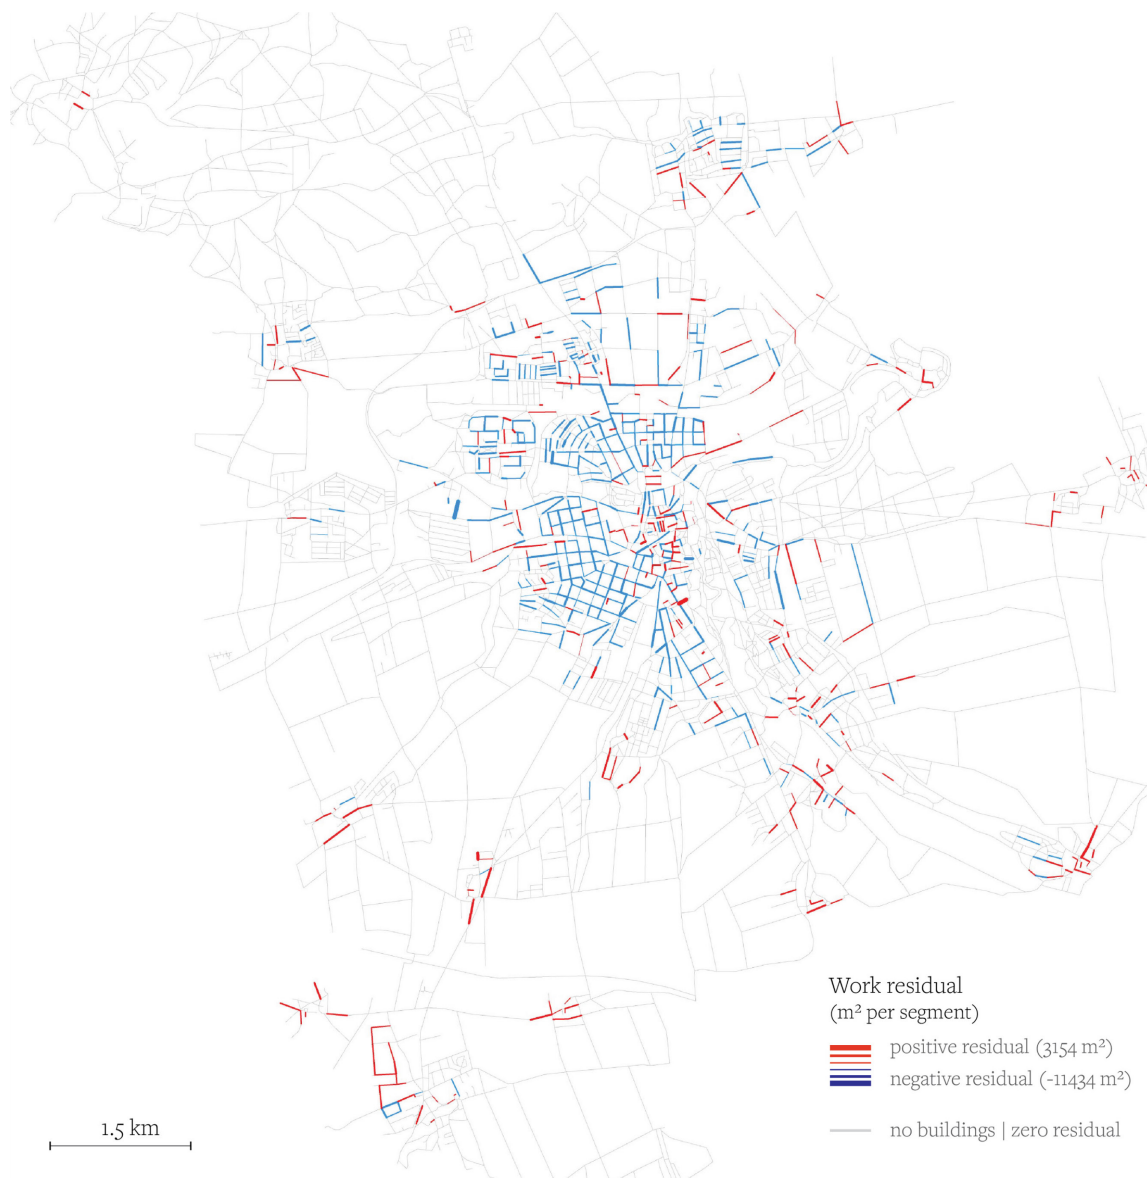 Work residual
(m² per segment)
positive residual (3154 m²)
negative residual (-11434 m²)
no buildings | zero residual
1.5 km